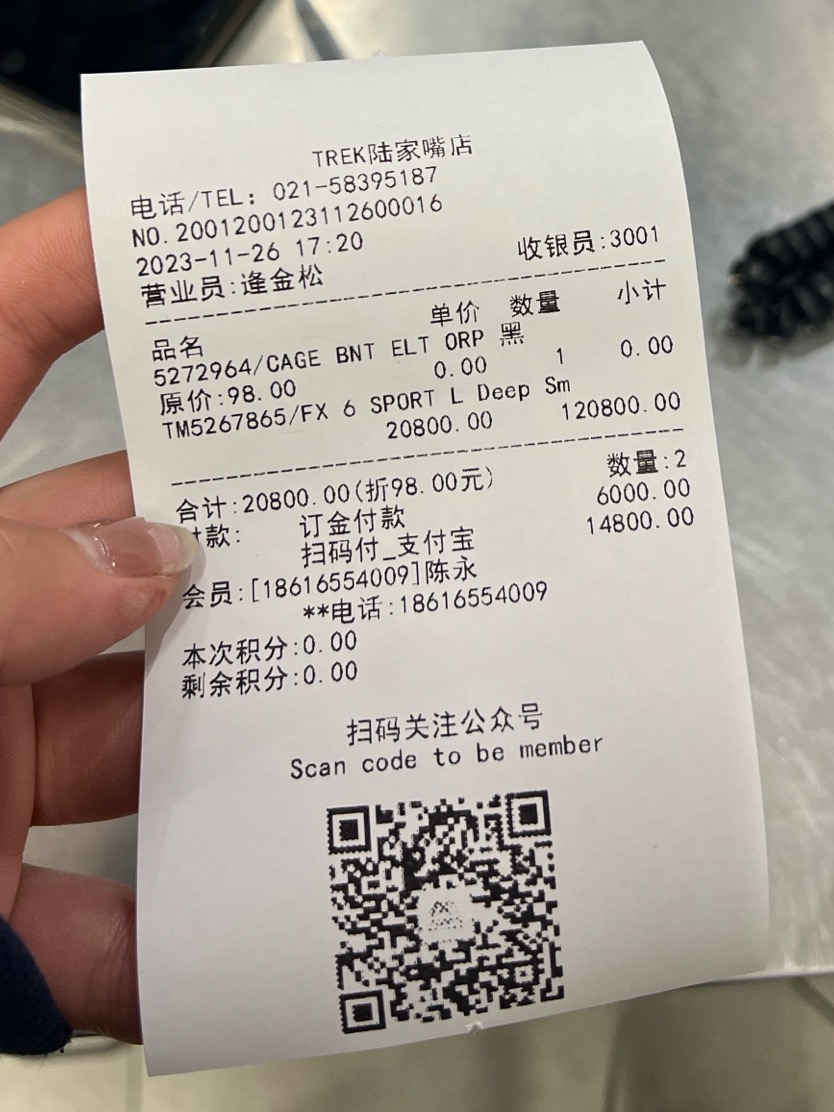 TREK陆家嘴店
电话/TEL: 021-58395187
NO.2001200123112600016
2023-11-26 17:20 收银员:3001
营业员:逄金松
品名 单价 数量 小计
5272964/CAGE BNT ELT ORP 黑
原价:98.00 0.00 1 0.00
TM5267865/FX 6 SPORT L Deep Sm
20800.00 120800.00
合计:20800.00(折98.00元) 数量:2
款: 订金付款 6000.00
扫码付_支付宝 14800.00
会员:[18616554009]陈永
**电话:18616554009
本次积分:0.00
剩余积分:0.00
扫码关注公众号
Scan code to be member